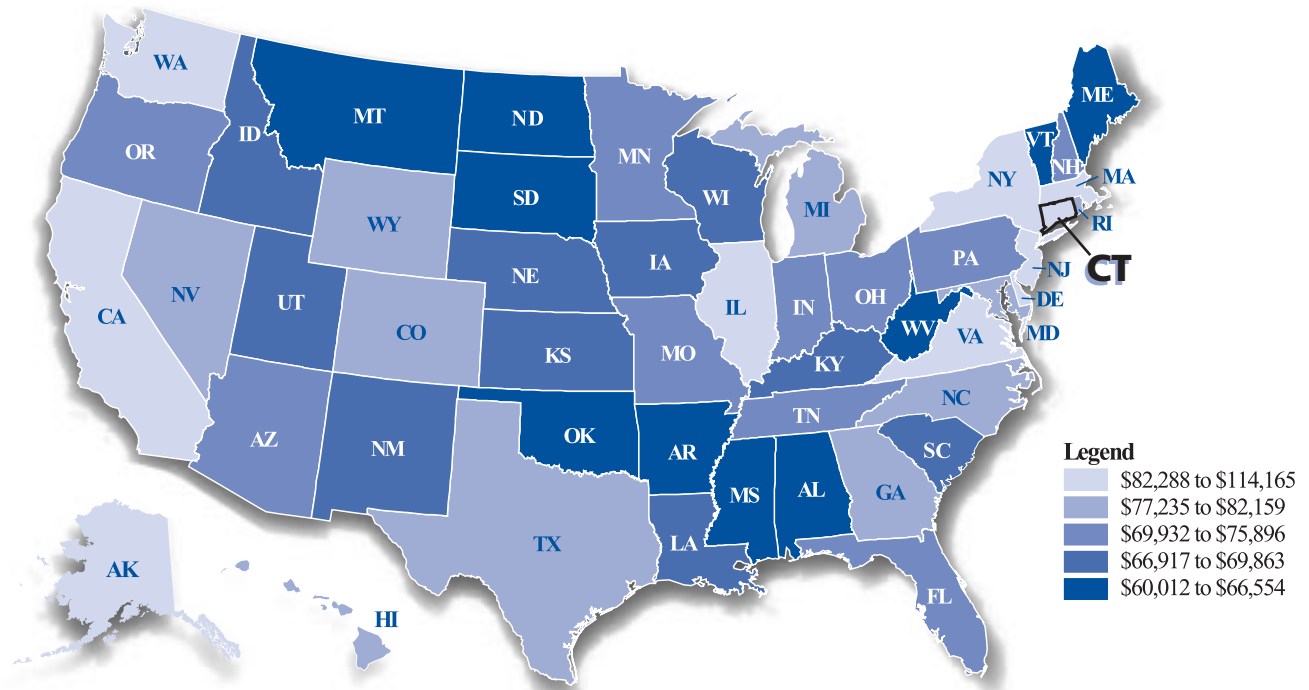 WA
MT
ND
ME
ID
OR
MN
VT
NH
NY
MA
WI
SD
MI
WY
RI
PA
CT
NJ
IA
NE
NV
OH
IN
DE
UT
IL
CA
CO
WV
VA
MD
KS
MO
KY
NC
TN
AZ
NM
OK
AR
SC
MS
AL
GA
TX
LA
FL
AK
HI
Legend
$82,288 to $114,165
$77,235 to $82,159
$69,932 to $75,896
$66,917 to $69,863
$60,012 to $66,554